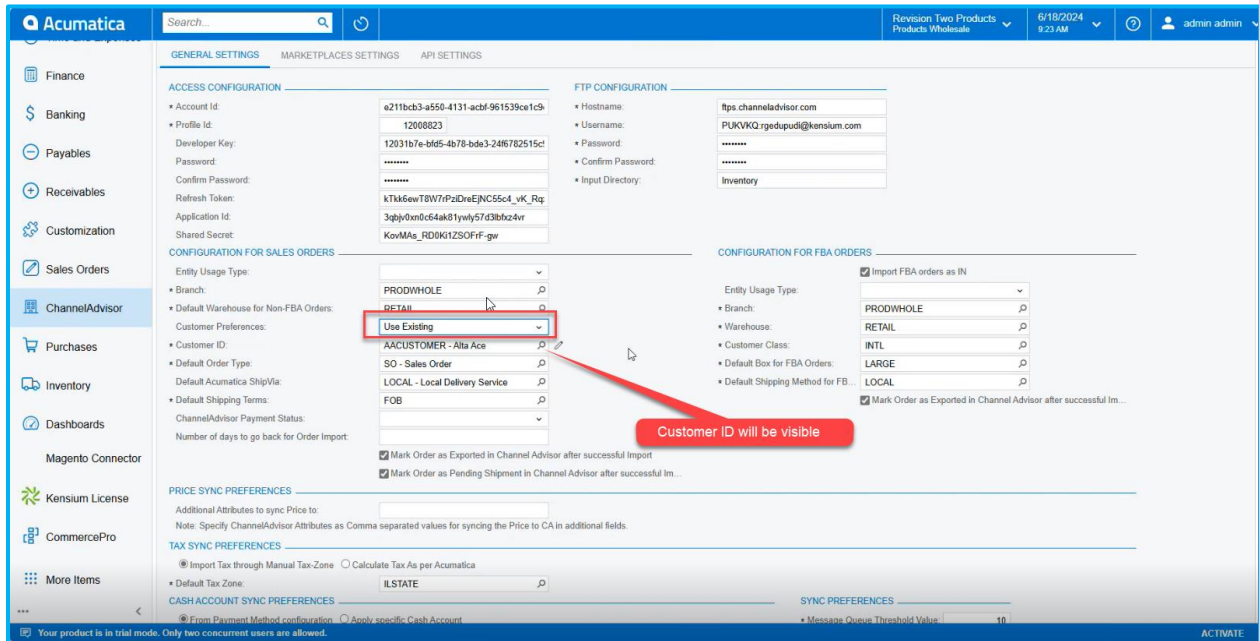 Acumatica
Search...
Revision Two Products
Products Wholesale
6/18/2024
9:23 AM
admin admin
Finance
Banking
Payables
Receivables
Customization
Sales Orders
ChannelAdvisor
Purchases
Inventory
Dashboards
Magento Connector
Kensium License
CommercePro
More Items
GENERAL SETTINGS MARKETPLACES SETTINGS API SETTINGS
ACCESS CONFIGURATION
* Account Id: e211bcb3-a550-4131-acbf-961539ce1c9
* Profile Id: 12008823
Developer Key: 12031b7e-bfd5-4b78-bde3-24f6782515c
Password: ••••••••
Confirm Password: ••••••••
Refresh Token: kTkk6ewT8W7rPziDreEjNC55c4_vK_Rq
Application Id: 3qbjv0xn0c64ak81ywly57d3lbfxz4vr
Shared Secret: KovMAs_RD0Ki1ZSOFrF-gw
FTP CONFIGURATION
* Hostname: ftps.channeladvisor.com
* Username: PUKVKQ:rgedupudi@kensium.com
* Password: ••••••••
* Confirm Password: ••••••••
* Input Directory: Inventory
CONFIGURATION FOR SALES ORDERS
Entity Usage Type:
* Branch: PRODWHOLE
* Default Warehouse for Non-FBA Orders: RETAIL
Customer Preferences: Use Existing
* Customer ID: AACUSTOMER - Alta Ace
* Default Order Type: SO - Sales Order
Default Acumatica ShipVia: LOCAL - Local Delivery Service
* Default Shipping Terms: FOB
ChannelAdvisor Payment Status:
Number of days to go back for Order Import:
Mark Order as Exported in Channel Advisor after successful Import
Mark Order as Pending Shipment in Channel Advisor after successful Im...
CONFIGURATION FOR FBA ORDERS
Import FBA orders as IN
Entity Usage Type:
* Branch: PRODWHOLE
* Warehouse: RETAIL
* Customer Class: INTL
* Default Box for FBA Orders: LARGE
* Default Shipping Method for FB... LOCAL
Mark Order as Exported in Channel Advisor after successful Im...
Customer ID will be visible
PRICE SYNC PREFERENCES
Additional Attributes to sync Price to:
Note: Specify ChannelAdvisor Attributes as Comma separated values for syncing the Price to CA in additional fields.
TAX SYNC PREFERENCES
Import Tax through Manual Tax-Zone Calculate Tax As per Acumatica
* Default Tax Zone: ILSTATE
CASH ACCOUNT SYNC PREFERENCES
From Payment Method configuration Apply specific Cash Account
SYNC PREFERENCES
* Message Queue Threshold Value: 10
Your product is in trial mode. Only two concurrent users are allowed.
ACTIVATE